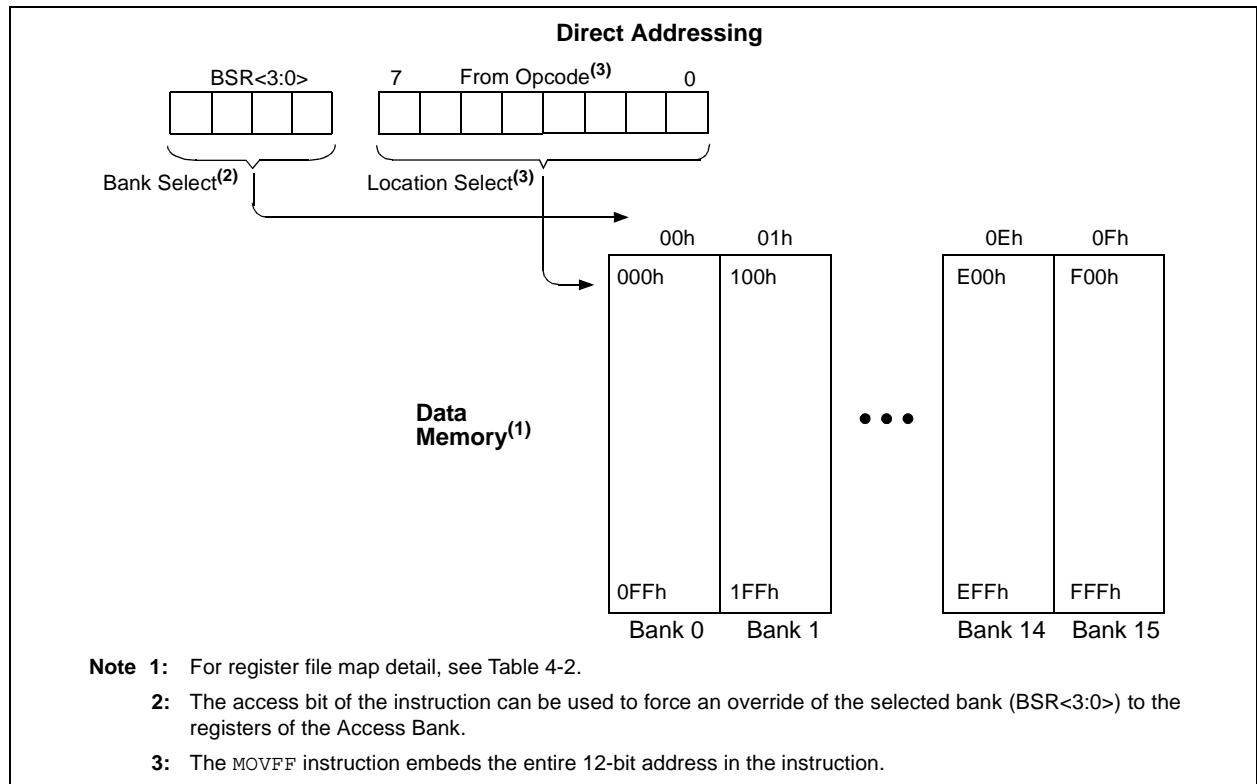 Direct Addressing
BSR<3:0> 7 From Opcode(3) 0
Bank Select(2) Location Select(3)
00h 01h 0Eh 0Fh
000h 100h E00h F00h
Data
Memory(1)
0FFh 1FFh EFFh FFFh
Bank 0 Bank 1 Bank 14 Bank 15
Note 1: For register file map detail, see Table 4-2.
2: The access bit of the instruction can be used to force an override of the selected bank (BSR<3:0>) to the
registers of the Access Bank.
3: The MOVFF instruction embeds the entire 12-bit address in the instruction.